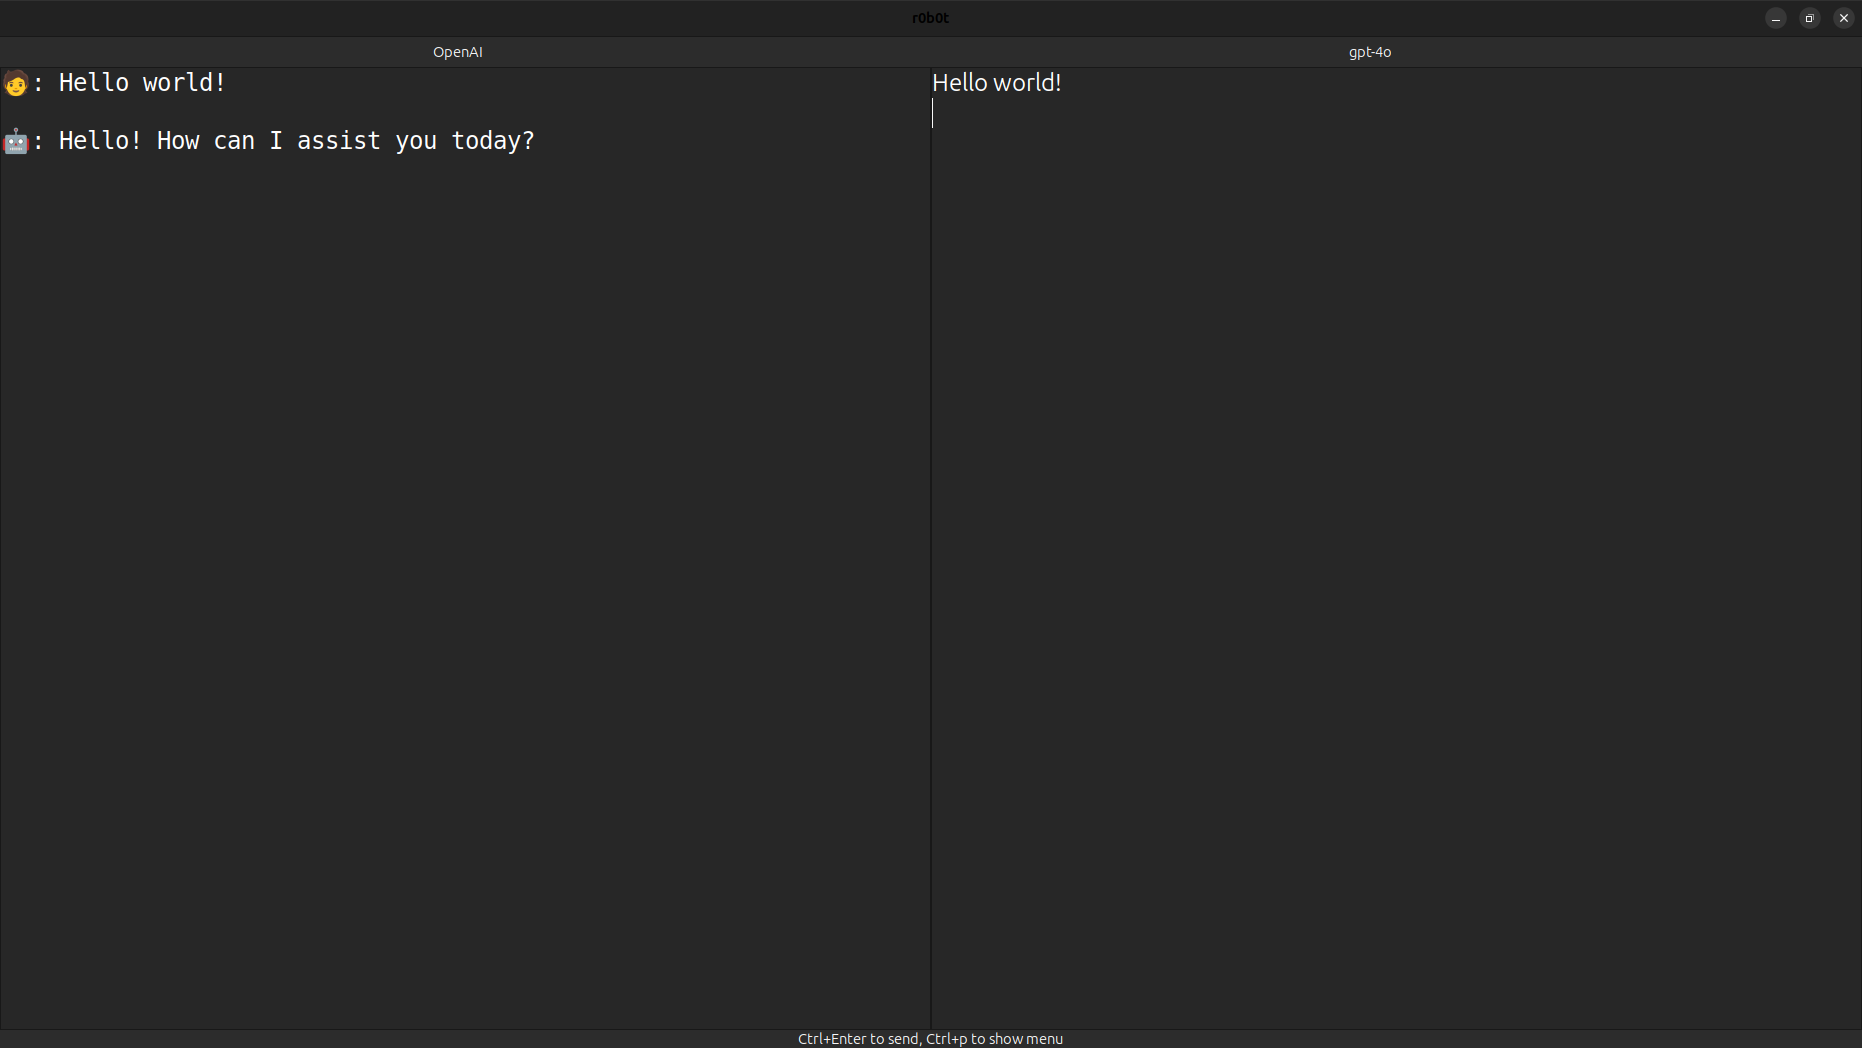 r0b0t
OpenAI gpt-4o
🧑: Hello world!
🤖: Hello! How can I assist you today?
Hello world!
Ctrl+Enter to send, Ctrl+p to show menu